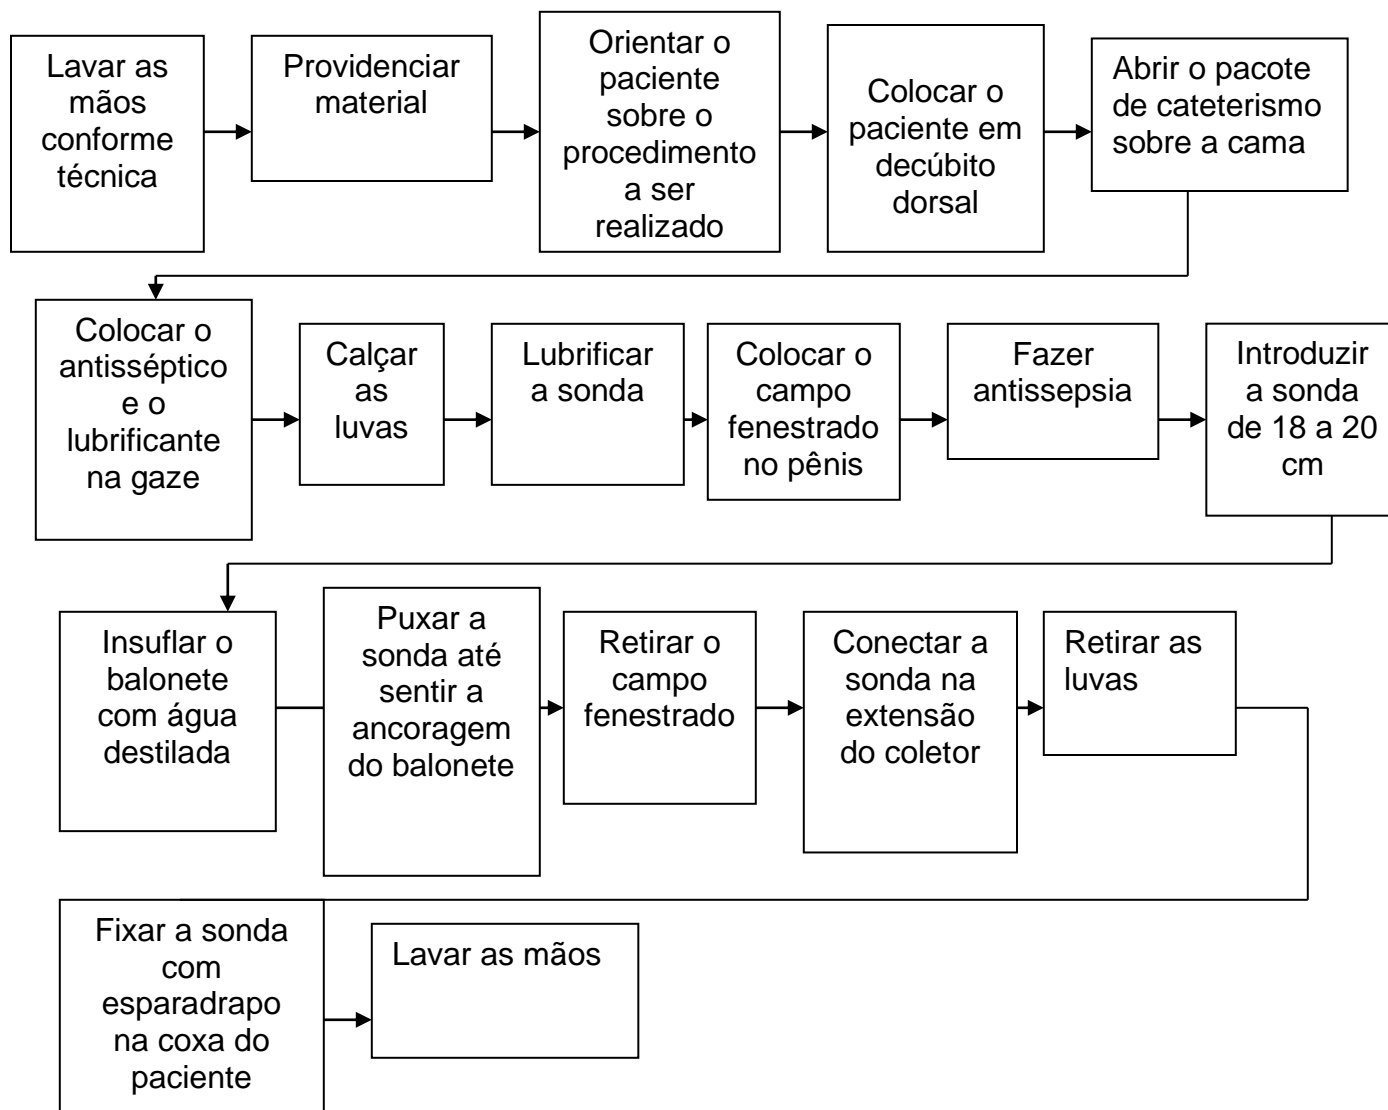 Lavar as
mãos
conforme
técnica
Providenciar
material
Orientar o
paciente
sobre o
procedimento
a ser
realizado
Colocar o
paciente em
decúbito
dorsal
Abrir o pacote
de cateterismo
sobre a cama
Colocar o
antisséptico
e o
lubrificante
na gaze
Calçar
as
luvas
Lubrificar
a sonda
Colocar o
campo
fenestrado
no pênis
Fazer
antissepsia
Introduzir
a sonda
de 18 a 20
cm
Insuflar o
balonete
com água
destilada
Puxar a
sonda até
sentir a
ancoragem
do balonete
Retirar o
campo
fenestrado
Conectar a
sonda na
extensão
do coletor
Retirar as
luvas
Fixar a sonda
com
esparadrapo
na coxa do
paciente
Lavar as mãos